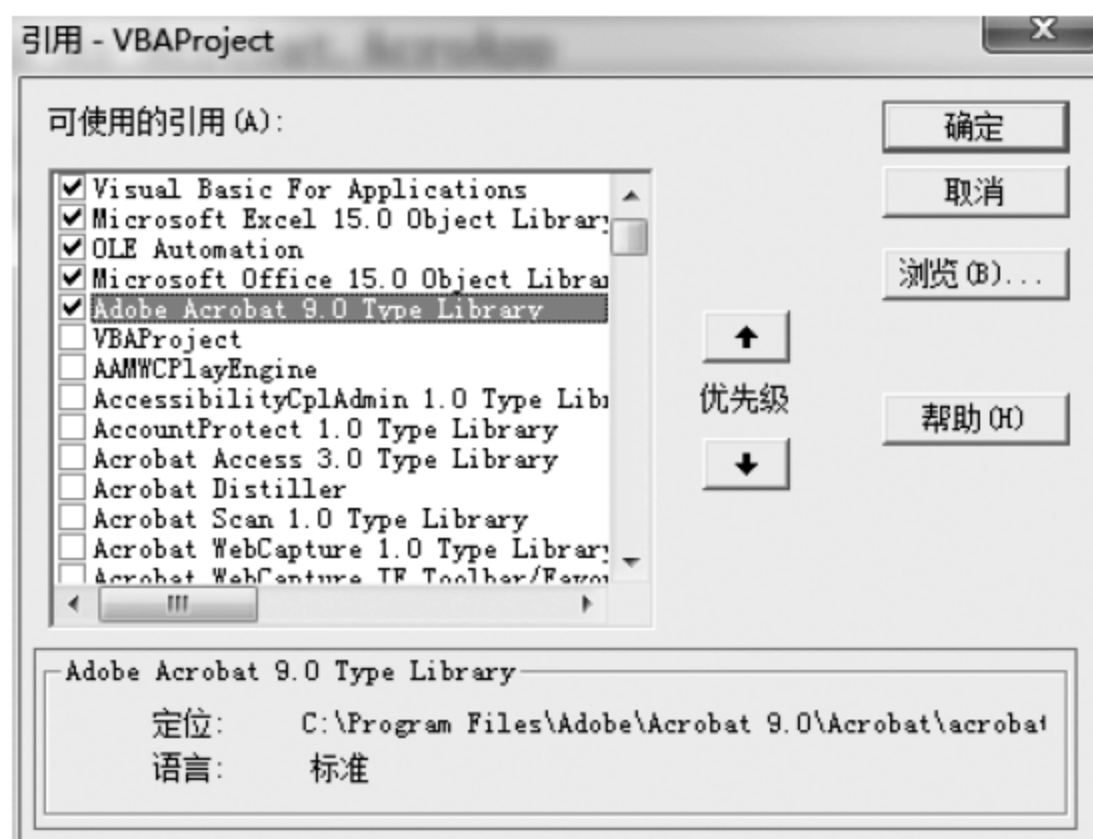 引用 - VBAProject
可使用的引用(A):
Visual Basic For Applications
Microsoft Excel 15.0 Object Library
OLE Automation
Microsoft Office 15.0 Object Librar
Adobe Acrobat 9.0 Type Library
VBAProject
AAMWCPlayEngine
AccessibilityCplAdmin 1.0 Type Libr
AccountProtect 1.0 Type Library
Acrobat Access 3.0 Type Library
Acrobat Distiller
Acrobat Scan 1.0 Type Library
Acrobat WebCapture 1.0 Type Library
Acrobat WebCapture IE Toolbar/Favor
确定
取消
浏览(B)...
优先级
帮助(H)
Adobe Acrobat 9.0 Type Library
定位: C:\Program Files\Adobe\Acrobat 9.0\Acrobat\acrobat
语言: 标准